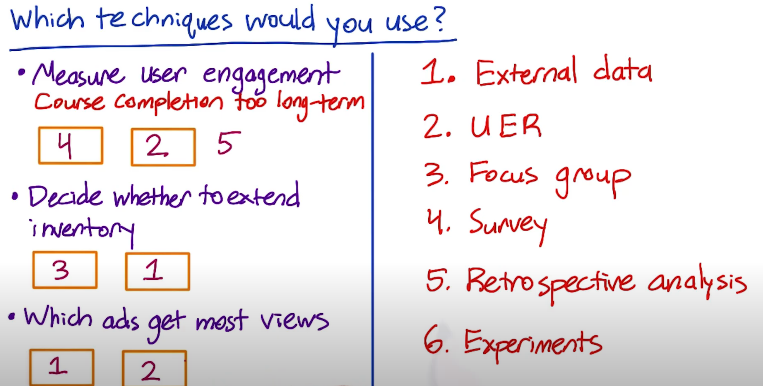 Which techniques would you use?
• Measure user engagement
Course Completion too long-term
4 2 5
• Decide whether to extend
inventory
3 1
• Which ads get most views
1 2
1. External data
2. UER
3. Focus group
4. Survey
5. Retrospective analysis
6. Experiments